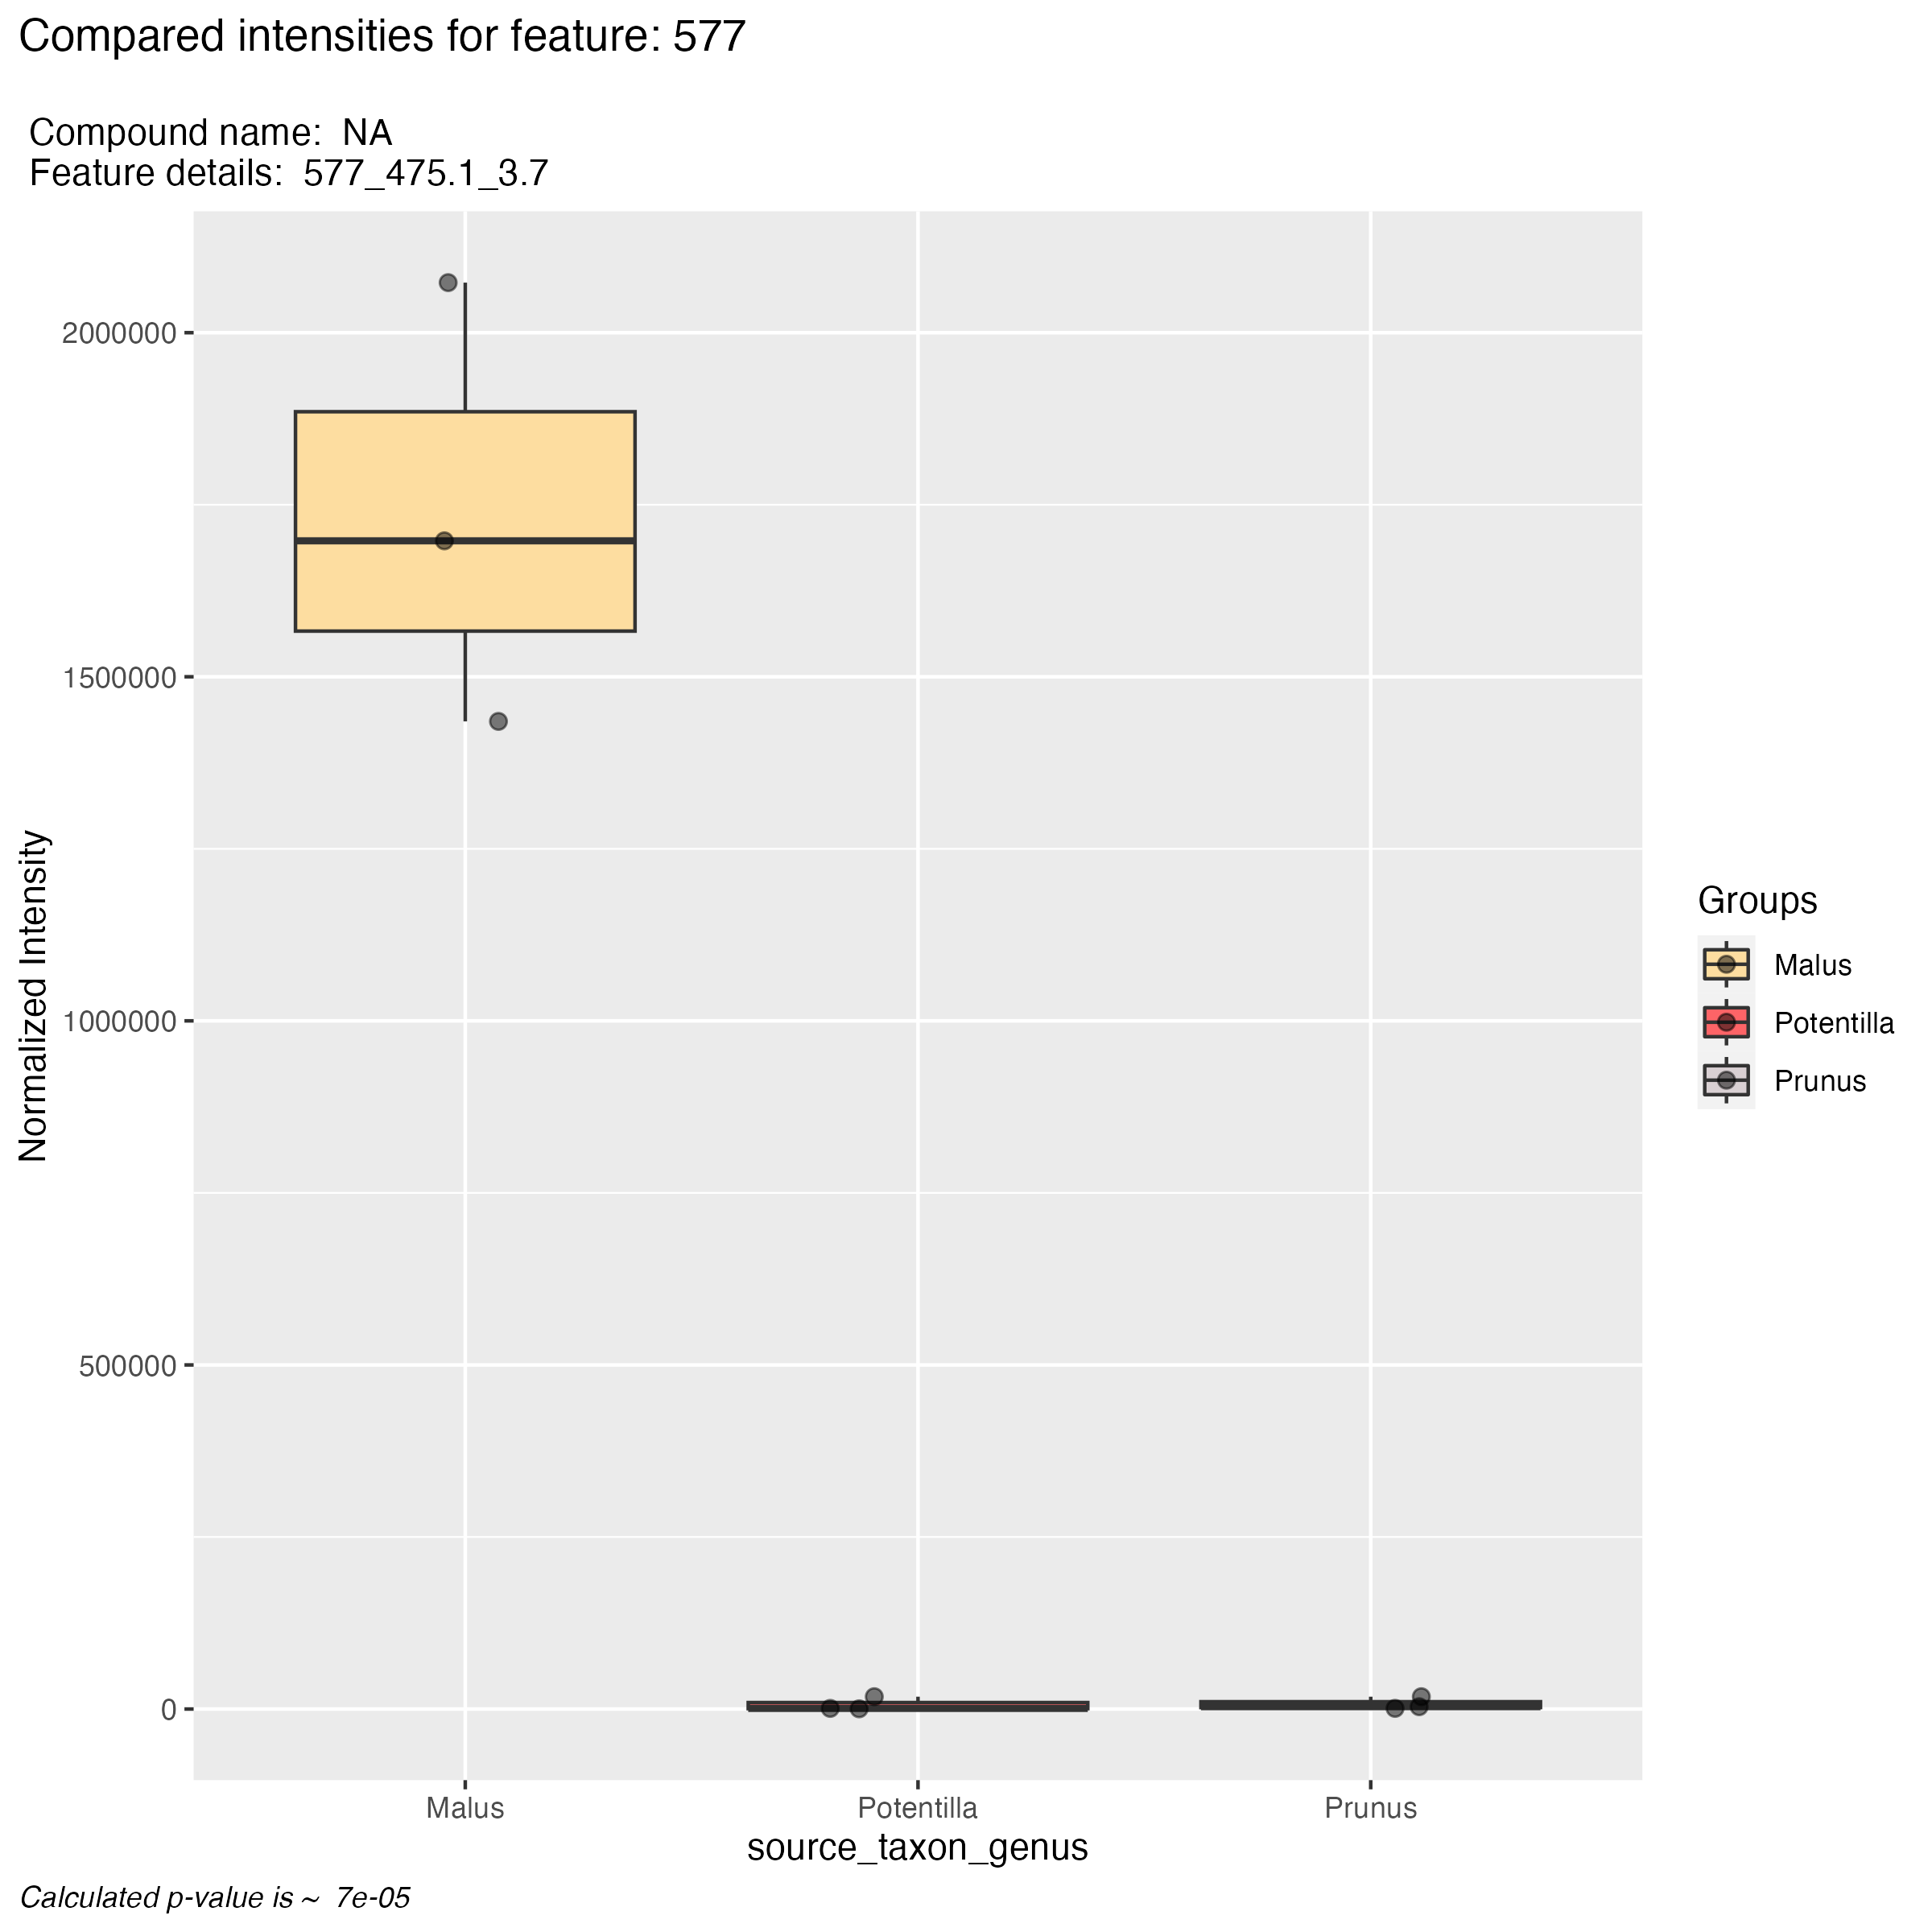 Compared intensities for feature: 577
Compound name:  NA
Feature details:  577_475.1_3.7
Normalized Intensity
2000000
1500000
1000000
500000
0
Malus
Potentilla
Prunus
source_taxon_genus
Groups
Malus
Potentilla
Prunus
Calculated p-value is ~  7e-05